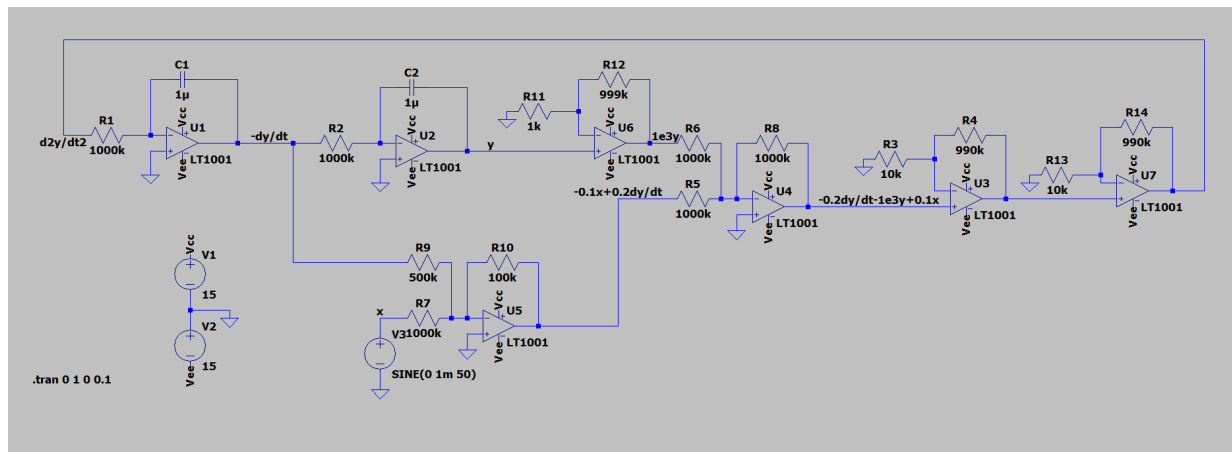 C1
1µ
Vcc
R1
U1
d2y/dt2
1000k
LT1001
Vee
-dy/dt
C2
1µ
Vcc
R2
U2
1000k
LT1001
Vee
y
R12
999k
R11
1k
Vcc
U6
LT1001
Vee
1e3y
R6
1000k
-0.1x+0.2dy/dt
R5
1000k
R8
1000k
Vcc
U4
LT1001
Vee
-0.2dy/dt-1e3y+0.1x
R4
990k
R3
10k
Vcc
U3
LT1001
Vee
R14
990k
R13
10k
Vcc
U7
LT1001
Vee
R9
500k
R10
100k
x
R7
1000k
Vcc
U5
LT1001
Vee
V3
SINE(0 1m 50)
Vcc
V1
15
V2
15
Vee
.tran 0 1 0 0.1